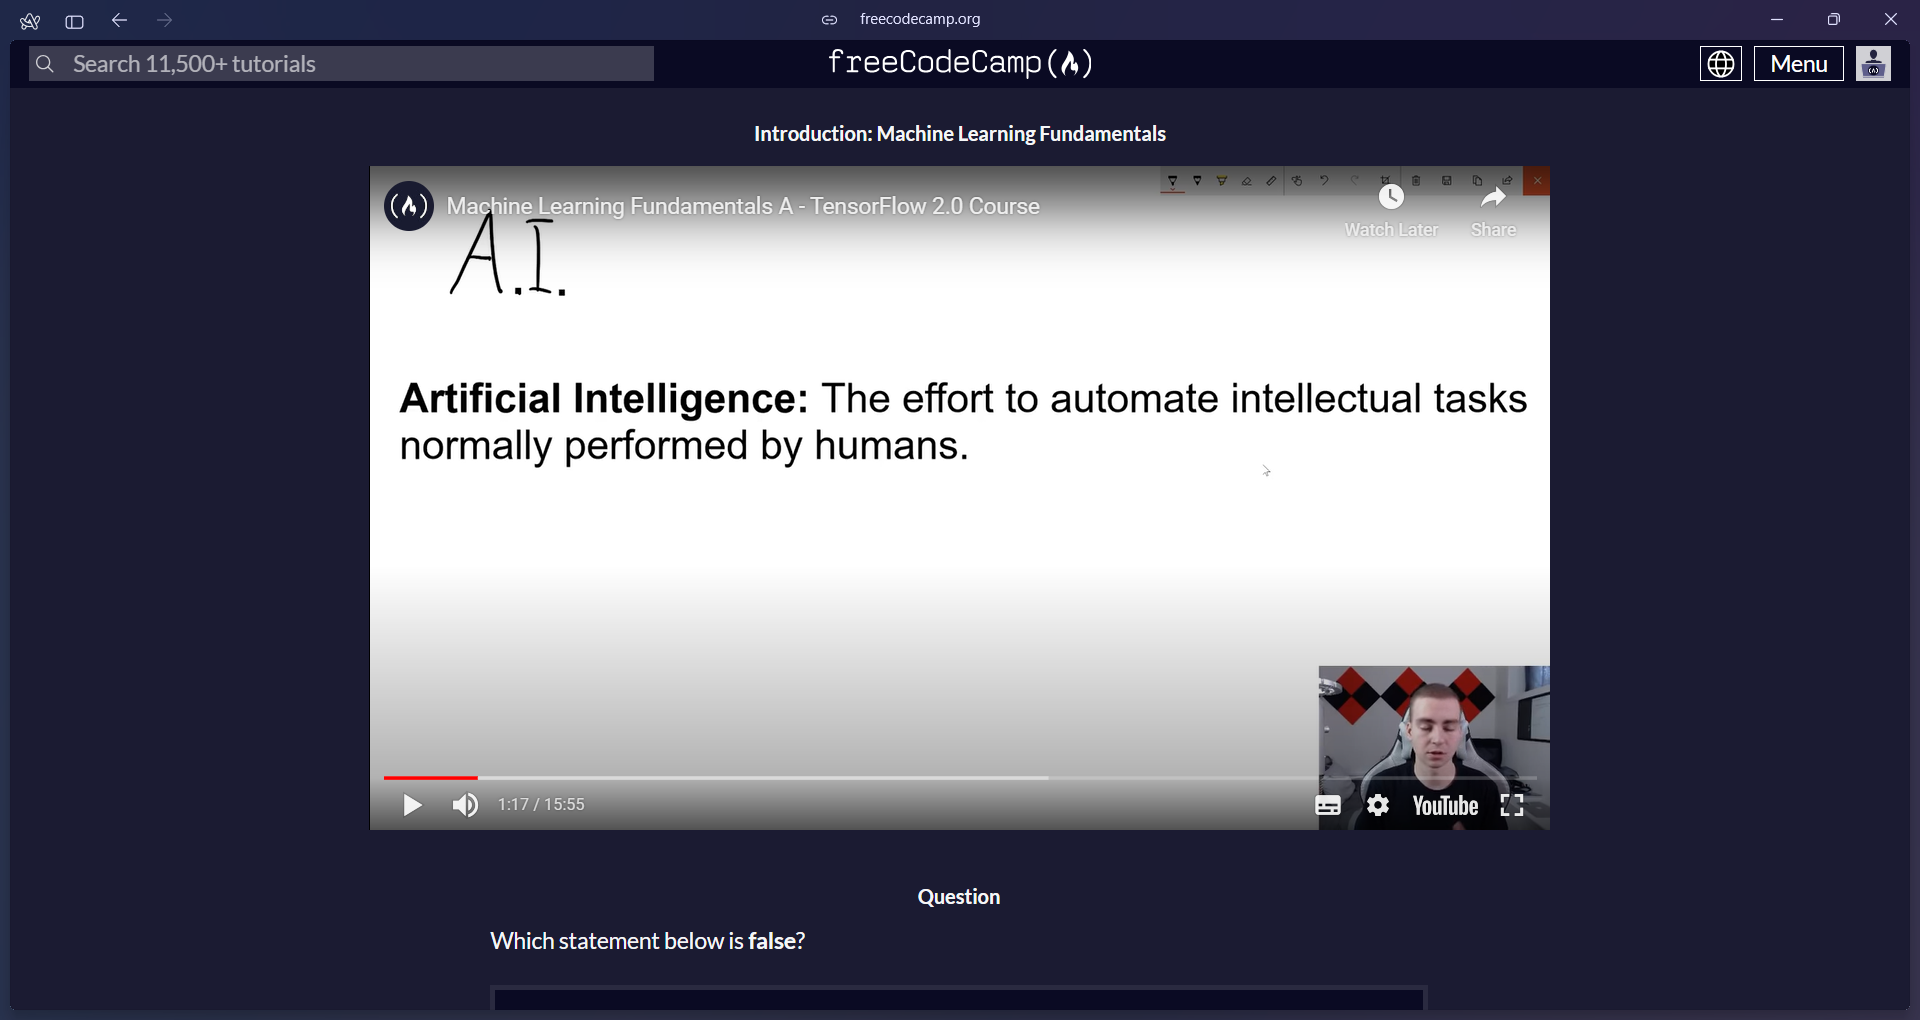 freecodecamp.org
Search 11,500+ tutorials
freeCodeCamp(🔥)
Menu
Introduction: Machine Learning Fundamentals
Machine Learning Fundamentals A - TensorFlow 2.0 Course
Watch Later
Share
A.I.
Artificial Intelligence: The effort to automate intellectual tasks
normally performed by humans.
1:17 / 15:55
YouTube
Question
Which statement below is false?